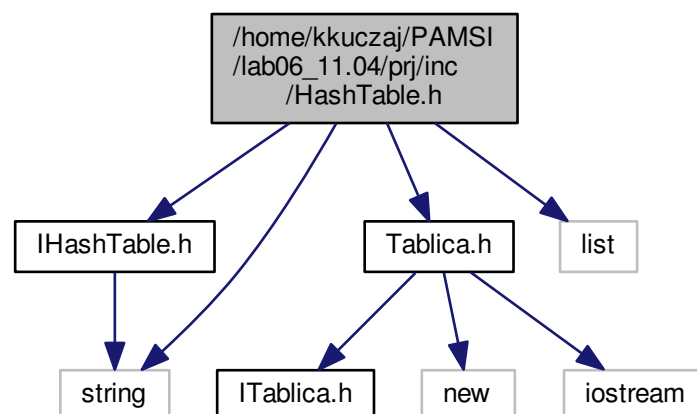 /home/kkuczaj/PAMSI
/lab06_11.04/prj/inc
/HashTable.h
IHashTable.h
Tablica.h
list
string
ITablica.h
new
iostream